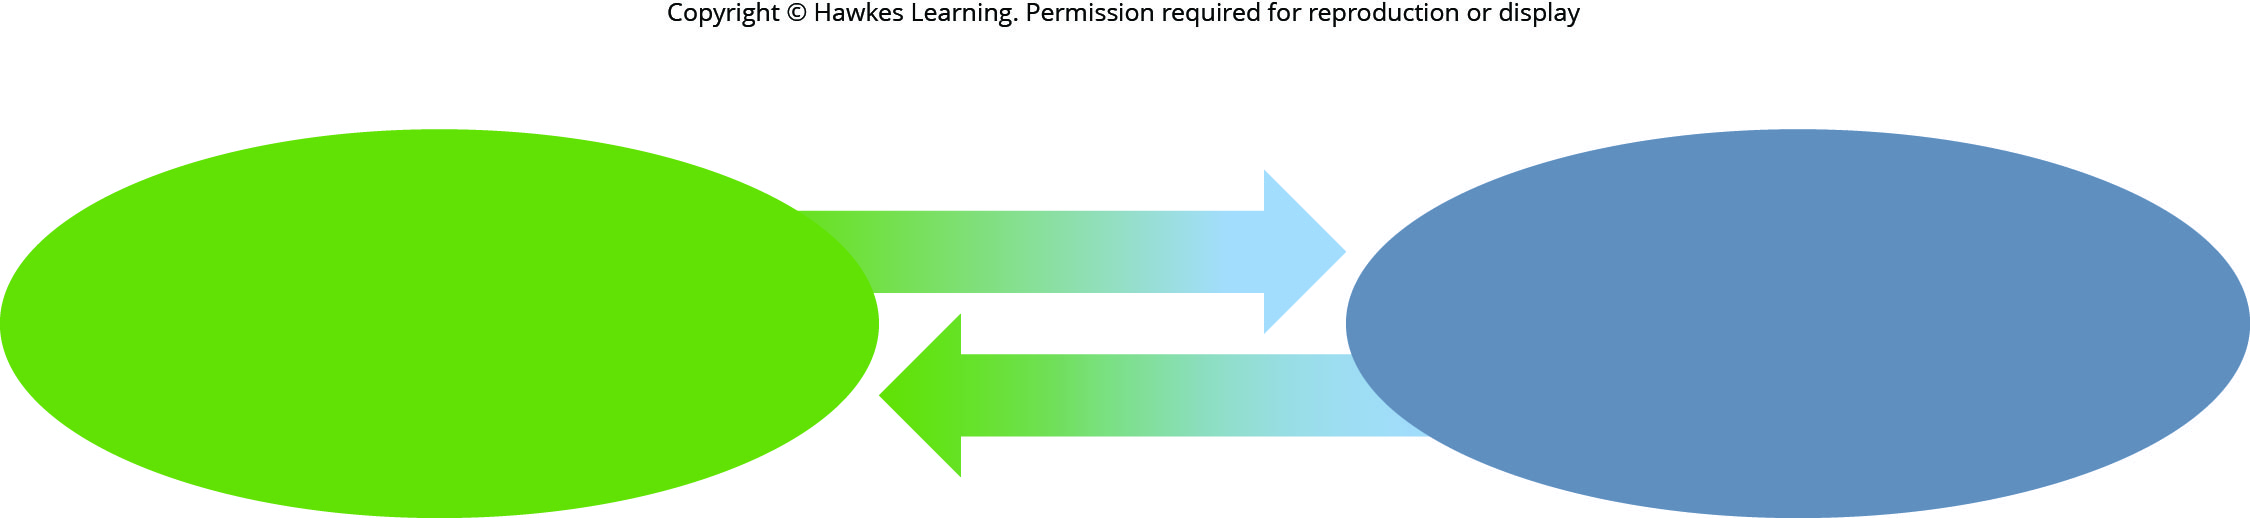 Copyright © Hawkes Learning. Permission required for reproduction or display